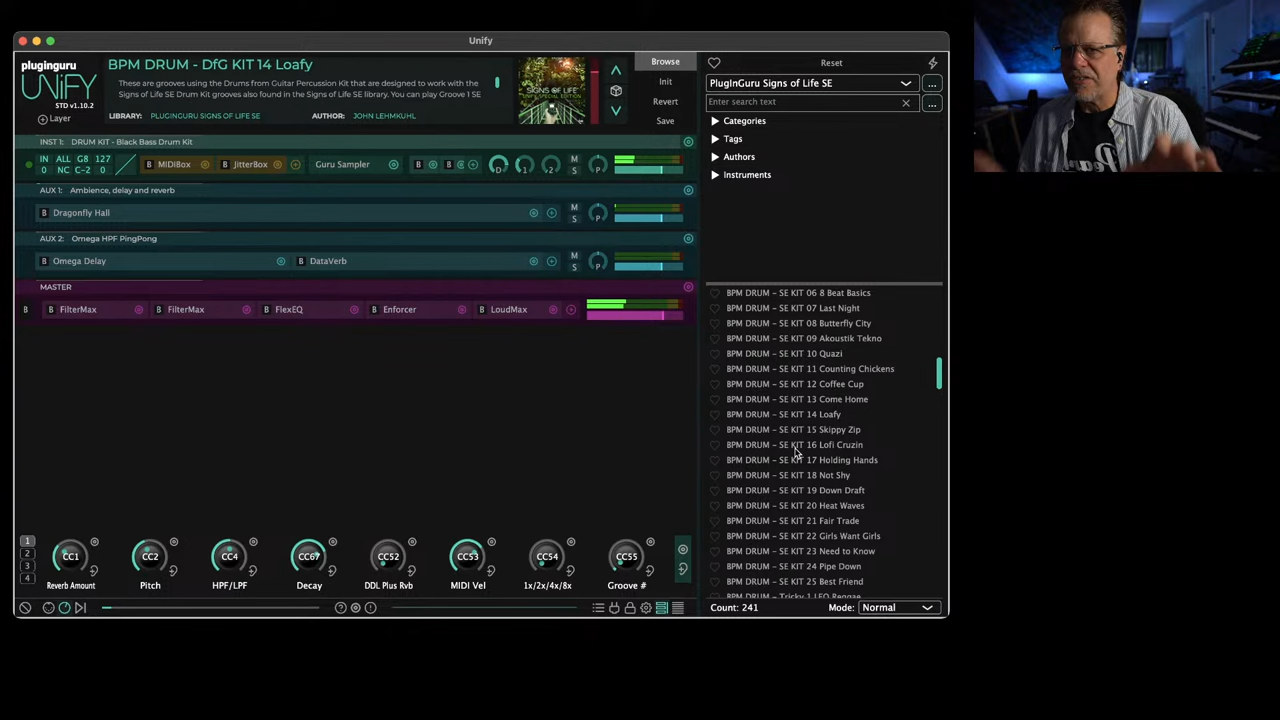 Unify
pluginguru
UNIFY
STD v1.10.2
Layer
BPM DRUM - DfG KIT 14 Loafy
These are grooves using the Drums from Guitar Percussion Kit that are designed to work with the
Signs of Life SE Drum Kit grooves also found in the Signs of Life SE library. You can play Groove 1 SE
LIBRARY: PLUGINGURU SIGNS OF LIFE SE AUTHOR: JOHN LEHMKUHL
SIGNS OF LIFE
Browse
Init
Revert
Save
Reset
PlugInGuru Signs of Life SE
...
Enter search text
...
Categories
Tags
Authors
Instruments
INST 1: DRUM KIT - Black Bass Drum Kit
IN ALL G8 127
0 NC C-2 0
B MIDIBox
B JitterBox
Guru Sampler
B
B
D
1
2
M
S
P
AUX 1: Ambience, delay and reverb
B Dragonfly Hall
M
S
P
AUX 2: Omega HPF PingPong
B Omega Delay
B DataVerb
M
S
P
MASTER
B FilterMax
B FilterMax
B FlexEQ
B Enforcer
B LoudMax
BPM DRUM - SE KIT 06 8 Beat Basics
BPM DRUM - SE KIT 07 Last Night
BPM DRUM - SE KIT 08 Butterfly City
BPM DRUM - SE KIT 09 Akoustik Tekno
BPM DRUM - SE KIT 10 Quazi
BPM DRUM - SE KIT 11 Counting Chickens
BPM DRUM - SE KIT 12 Coffee Cup
BPM DRUM - SE KIT 13 Come Home
BPM DRUM - SE KIT 14 Loafy
BPM DRUM - SE KIT 15 Skippy Zip
BPM DRUM - SE KIT 16 Lofi Cruzin
BPM DRUM - SE KIT 17 Holding Hands
BPM DRUM - SE KIT 18 Not Shy
BPM DRUM - SE KIT 19 Down Draft
BPM DRUM - SE KIT 20 Heat Waves
BPM DRUM - SE KIT 21 Fair Trade
BPM DRUM - SE KIT 22 Girls Want Girls
BPM DRUM - SE KIT 23 Need to Know
BPM DRUM - SE KIT 24 Pipe Down
BPM DRUM - SE KIT 25 Best Friend
1
2
3
4
CC1
CC2
CC4
CC67
CC52
CC53
CC54
CC55
Reverb Amount
Pitch
HPF/LPF
Decay
DDL Plus Rvb
MIDI Vel
1x/2x/4x/8x
Groove #
Count: 241
Mode: Normal